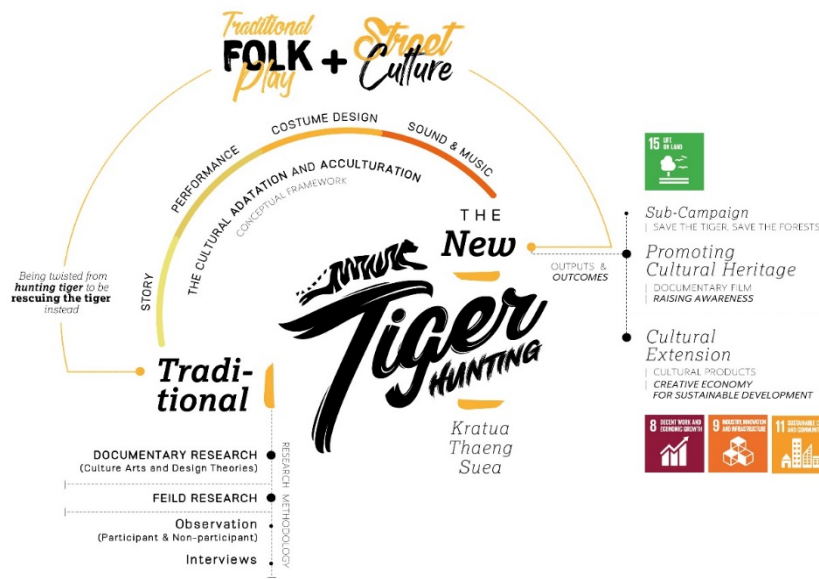 Traditional
FOLK
Play
+
Street
Culture
STORY
PERFORMANCE
COSTUME DESIGN
SOUND & MUSIC
THE CULTURAL ADATATION AND ACCULTURATION
CONCEPTUAL FRAMEWORK
Being twisted from
hunting tiger to be
rescuing the tiger
instead
Tradi-
tional
THE
New
Tiger
HUNTING
Kratua
Thaeng
Suea
DOCUMENTARY RESEARCH
(Culture Arts and Design Theories)
FEILD RESEARCH
Observation
(Participant & Non-participant)
Interviews
RESEARCH METHODOLOGY
OUTPUTS &
OUTCOMES
15 LIFE
ON LAND
Sub-Campaign
| SAVE THE TIGER, SAVE THE FORESTS
Promoting
Cultural Heritage
| DOCUMENTARY FILM
| RAISING AWARENESS
Cultural
Extension
| CULTURAL PRODUCTS
| CREATIVE ECONOMY
FOR SUSTAINABLE DEVELOPMENT
8 DECENT WORK AND
ECONOMIC GROWTH
9 INDUSTRY, INNOVATION
AND INFRASTRUCTURE
11 SUSTAINABLE C
AND COMMUNIT